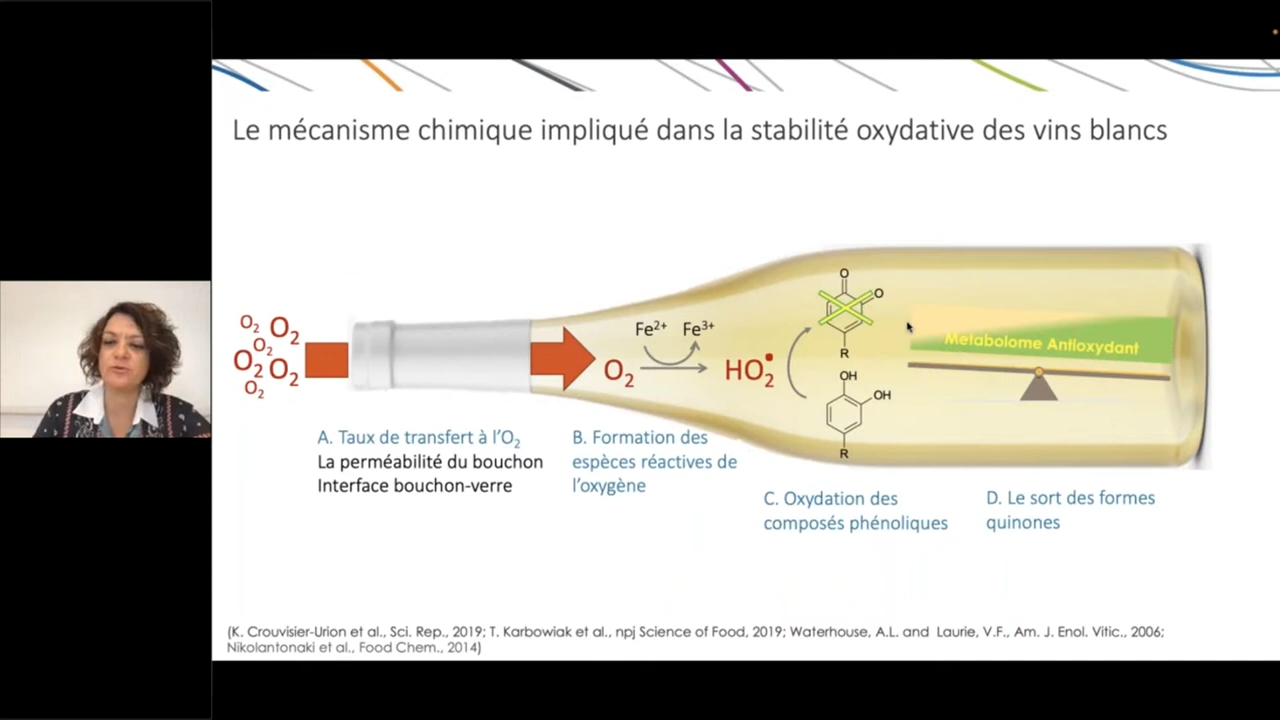 Le mécanisme chimique impliqué dans la stabilité oxydative des vins blancs
O2 O2
O2
O2 O2
O2
O2
Fe2+ Fe3+
HO2•
O
O
R
OH
OH
R
Metabolome Antioxydant
A. Taux de transfert à l'O2
La perméabilité du bouchon
Interface bouchon-verre
B. Formation des
espèces réactives de
l'oxygène
C. Oxydation des
composés phénoliques
D. Le sort des formes
quinones
(K. Crouvisier-Urion et al., Sci. Rep., 2019; T. Karbowiak et al., npj Science of Food, 2019; Waterhouse, A.L. and Laurie, V.F., Am. J. Enol. Vitic., 2006;
Nikolantonaki et al., Food Chem., 2014)